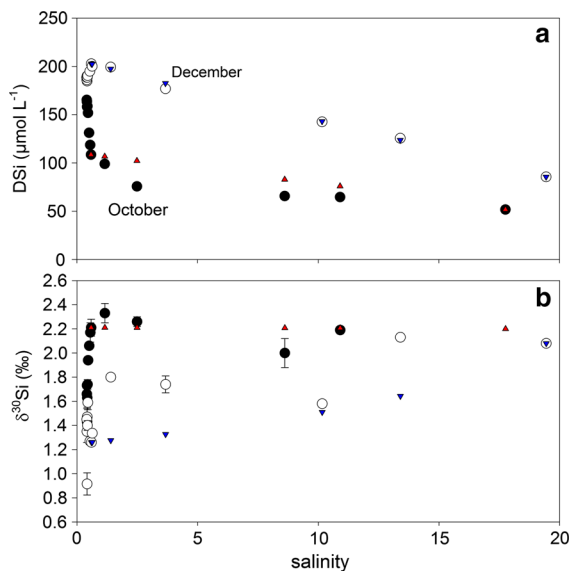 a
250
200
150
100
50
0
DSi (µmol L⁻¹)
December
October
b
2.6
2.4
2.2
2.0
1.8
1.6
1.4
1.2
1.0
0.8
0.6
δ³⁰Si (‰)
0 5 10 15 20
salinity